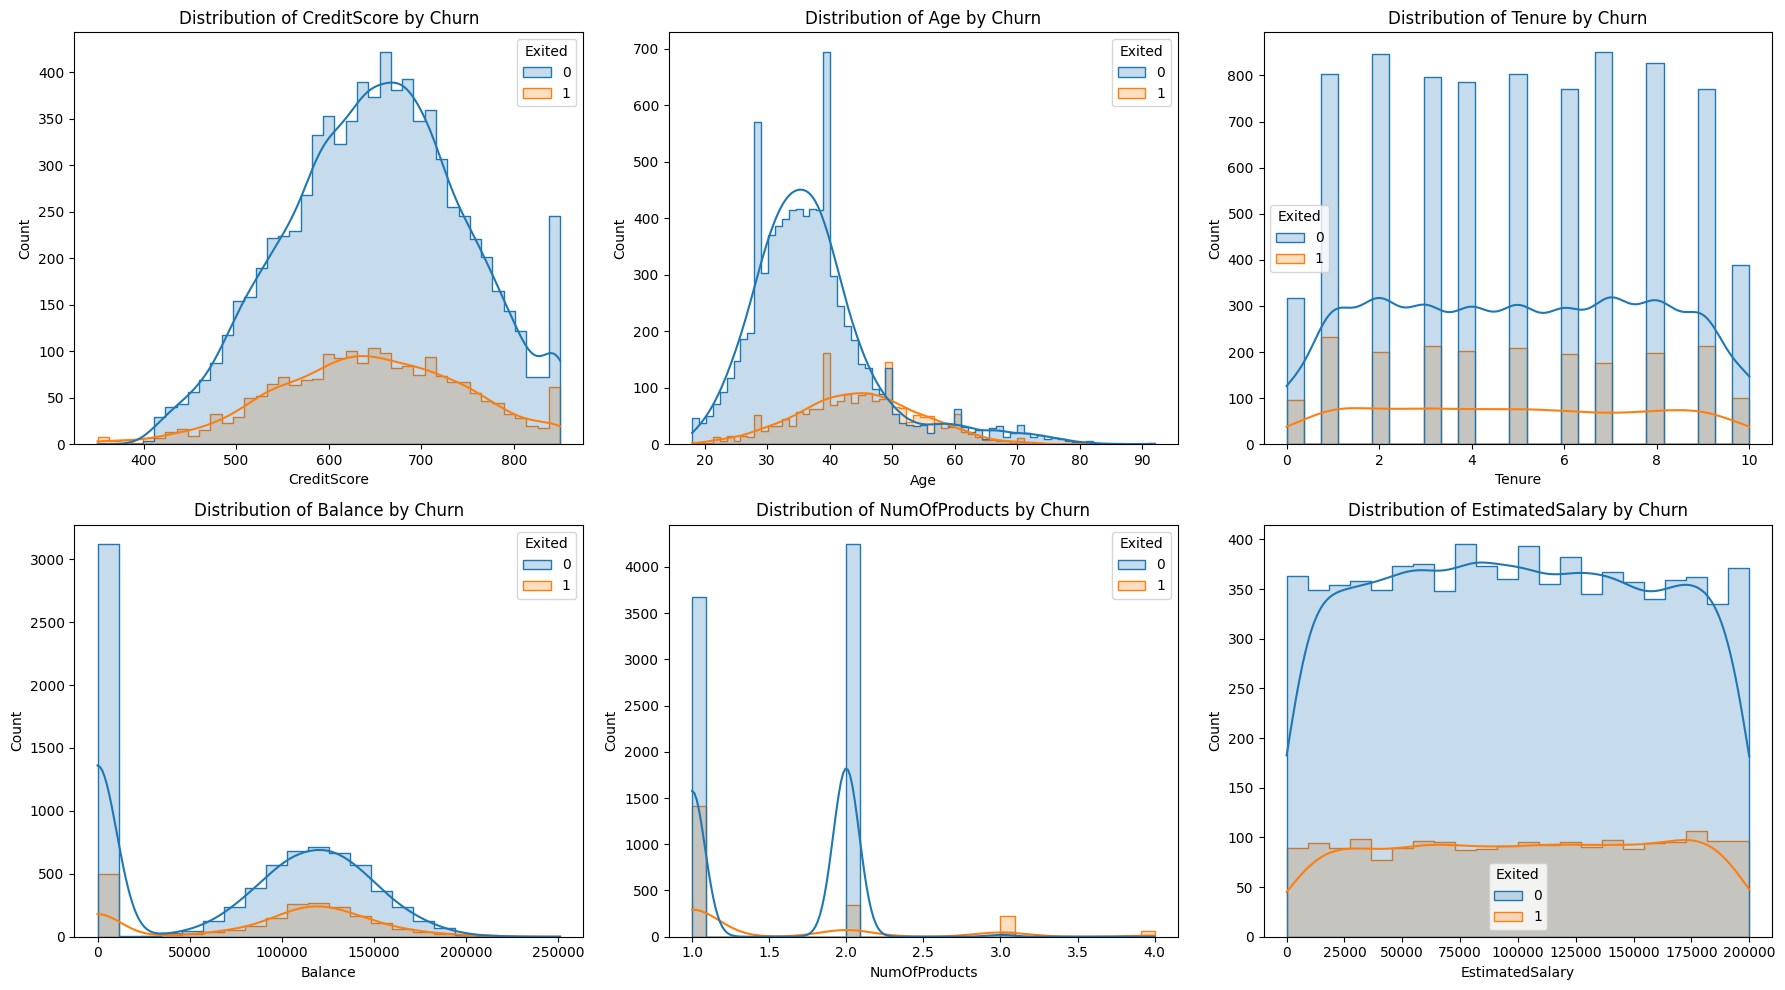 Distribution of CreditScore by Churn
Count
400
350
300
250
200
150
100
50
0
400 500 600 700 800
CreditScore
Exited
0
1
Distribution of Age by Churn
Count
700
600
500
400
300
200
100
0
20 30 40 50 60 70 80 90
Age
Exited
0
1
Distribution of Tenure by Churn
Count
800
700
600
500
400
300
200
100
0
0 2 4 6 8 10
Tenure
Exited
0
1
Distribution of Balance by Churn
Count
3000
2500
2000
1500
1000
500
0
0 50000 100000 150000 200000 250000
Balance
Exited
0
1
Distribution of NumOfProducts by Churn
Count
4000
3500
3000
2500
2000
1500
1000
500
0
1.0 1.5 2.0 2.5 3.0 3.5 4.0
NumOfProducts
Exited
0
1
Distribution of EstimatedSalary by Churn
Count
400
350
300
250
200
150
100
50
0
0 25000 50000 75000 100000 125000 150000 175000 200000
EstimatedSalary
Exited
0
1